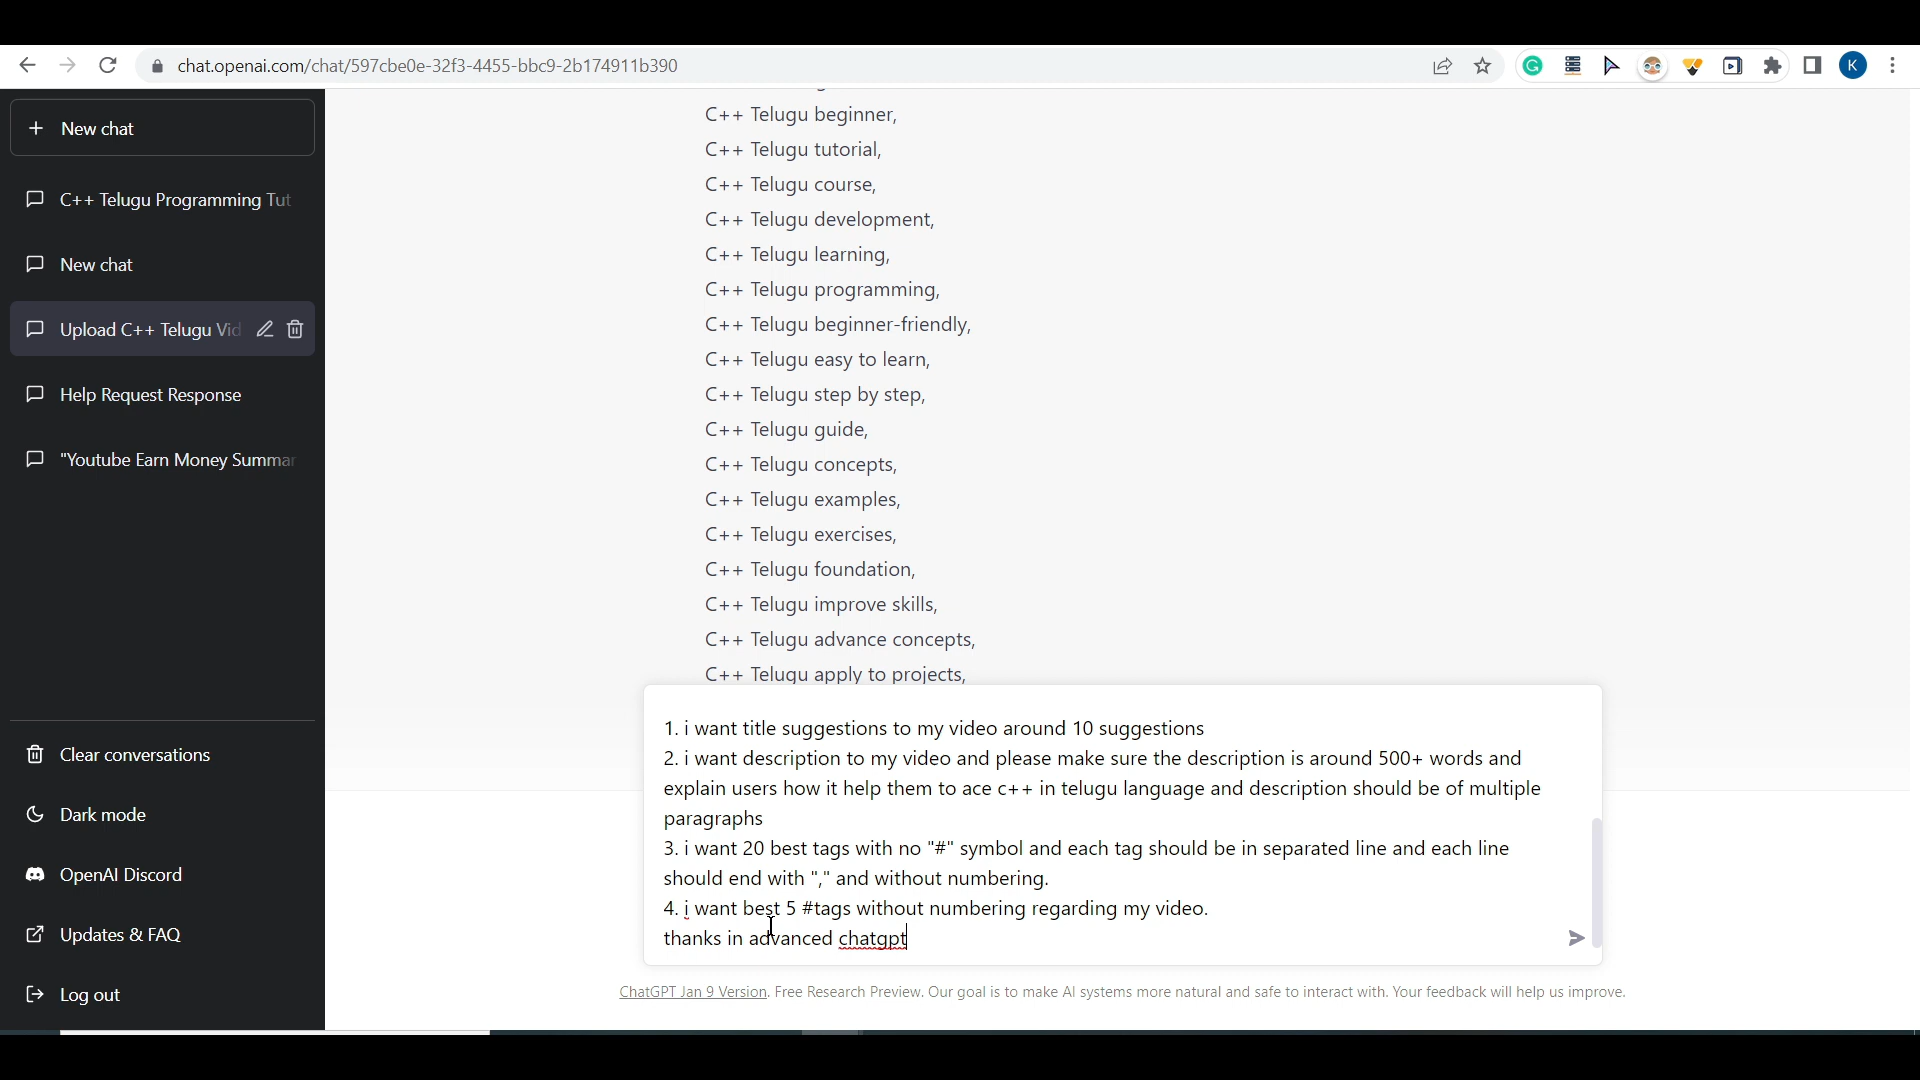 chat.openai.com/chat/597cbe0e-32f3-4455-bbc9-2b174911b390
K
New chat
C++ Telugu Programming Tut
New chat
Upload C++ Telugu Vid
Help Request Response
"Youtube Earn Money Summar
Clear conversations
Dark mode
OpenAI Discord
Updates & FAQ
Log out
C++ Telugu beginner,
C++ Telugu tutorial,
C++ Telugu course,
C++ Telugu development,
C++ Telugu learning,
C++ Telugu programming,
C++ Telugu beginner-friendly,
C++ Telugu easy to learn,
C++ Telugu step by step,
C++ Telugu guide,
C++ Telugu concepts,
C++ Telugu examples,
C++ Telugu exercises,
C++ Telugu foundation,
C++ Telugu improve skills,
C++ Telugu advance concepts,
C++ Telugu apply to projects,
1. i want title suggestions to my video around 10 suggestions
2. i want description to my video and please make sure the description is around 500+ words and
explain users how it help them to ace c++ in telugu language and description should be of multiple
paragraphs
3. i want 20 best tags with no "#" symbol and each tag should be in separated line and each line
should end with "," and without numbering.
4. i want best 5 #tags without numbering regarding my video.
thanks in advanced chatgpt
ChatGPT Jan 9 Version. Free Research Preview. Our goal is to make AI systems more natural and safe to interact with. Your feedback will help us improve.